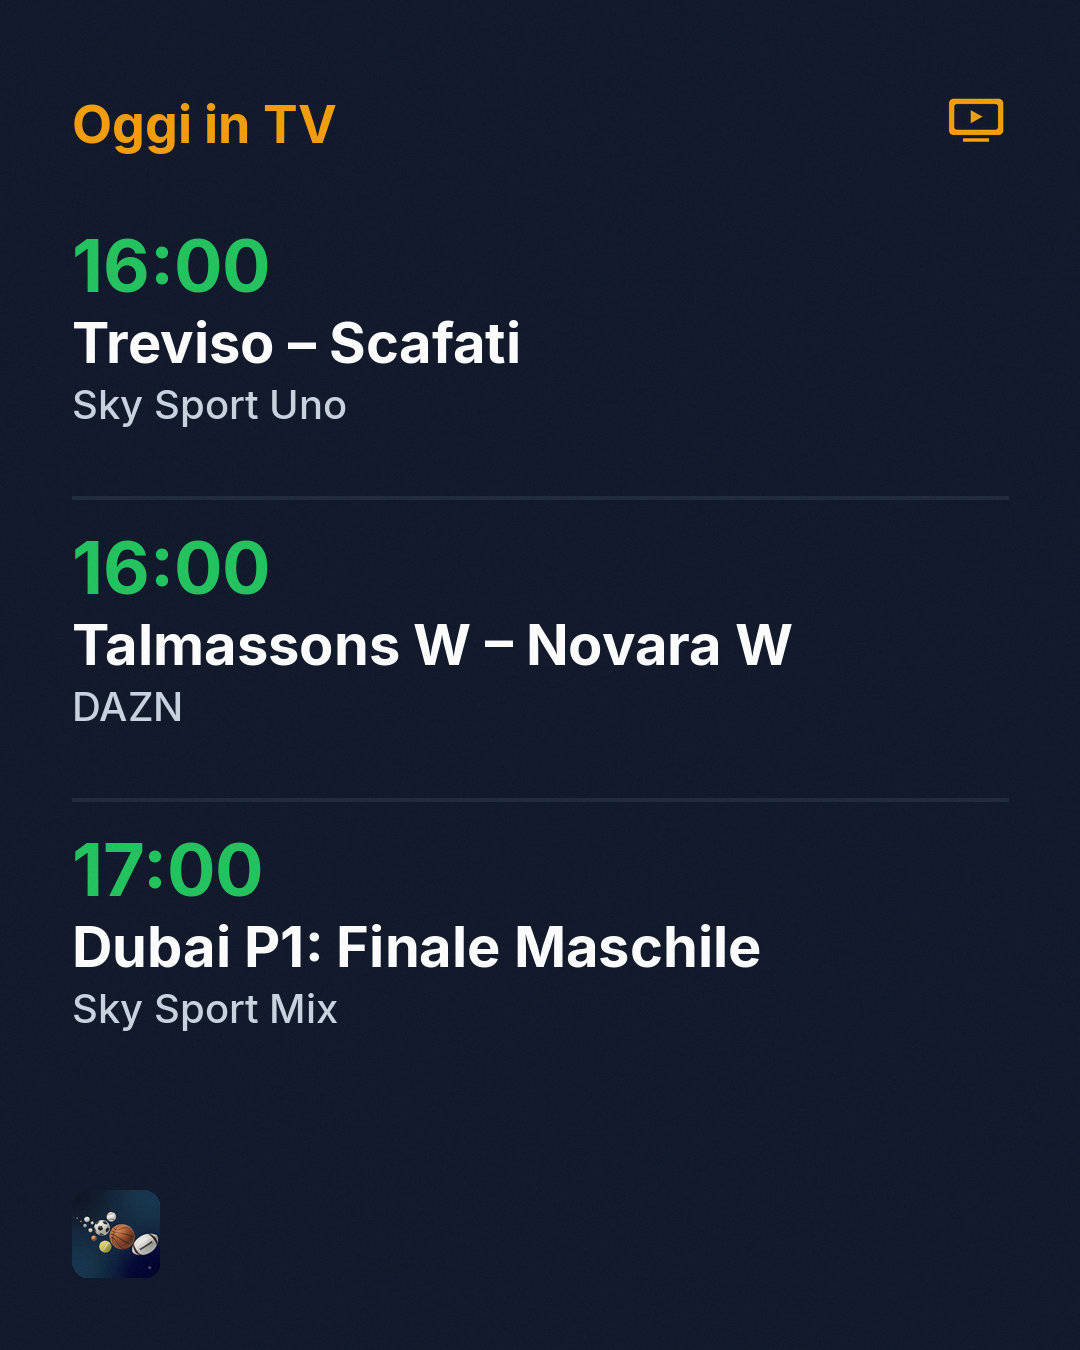 Oggi in TV
16:00
Treviso – Scafati
Sky Sport Uno
16:00
Talmassons W – Novara W
DAZN
17:00
Dubai P1: Finale Maschile
Sky Sport Mix